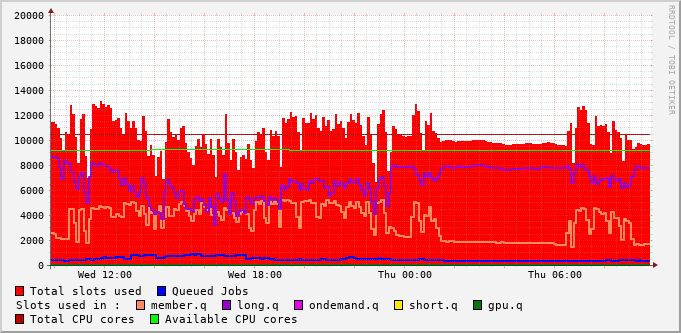 20000
18000
16000
14000
12000
10000
8000
6000
4000
2000
0
Wed 12:00 Wed 18:00 Thu 00:00 Thu 06:00
Total slots used Queued Jobs
Slots used in : member.q long.q ondemand.q short.q gpu.q
Total CPU cores Available CPU cores
RRDTOOL / TOBI OETIKER